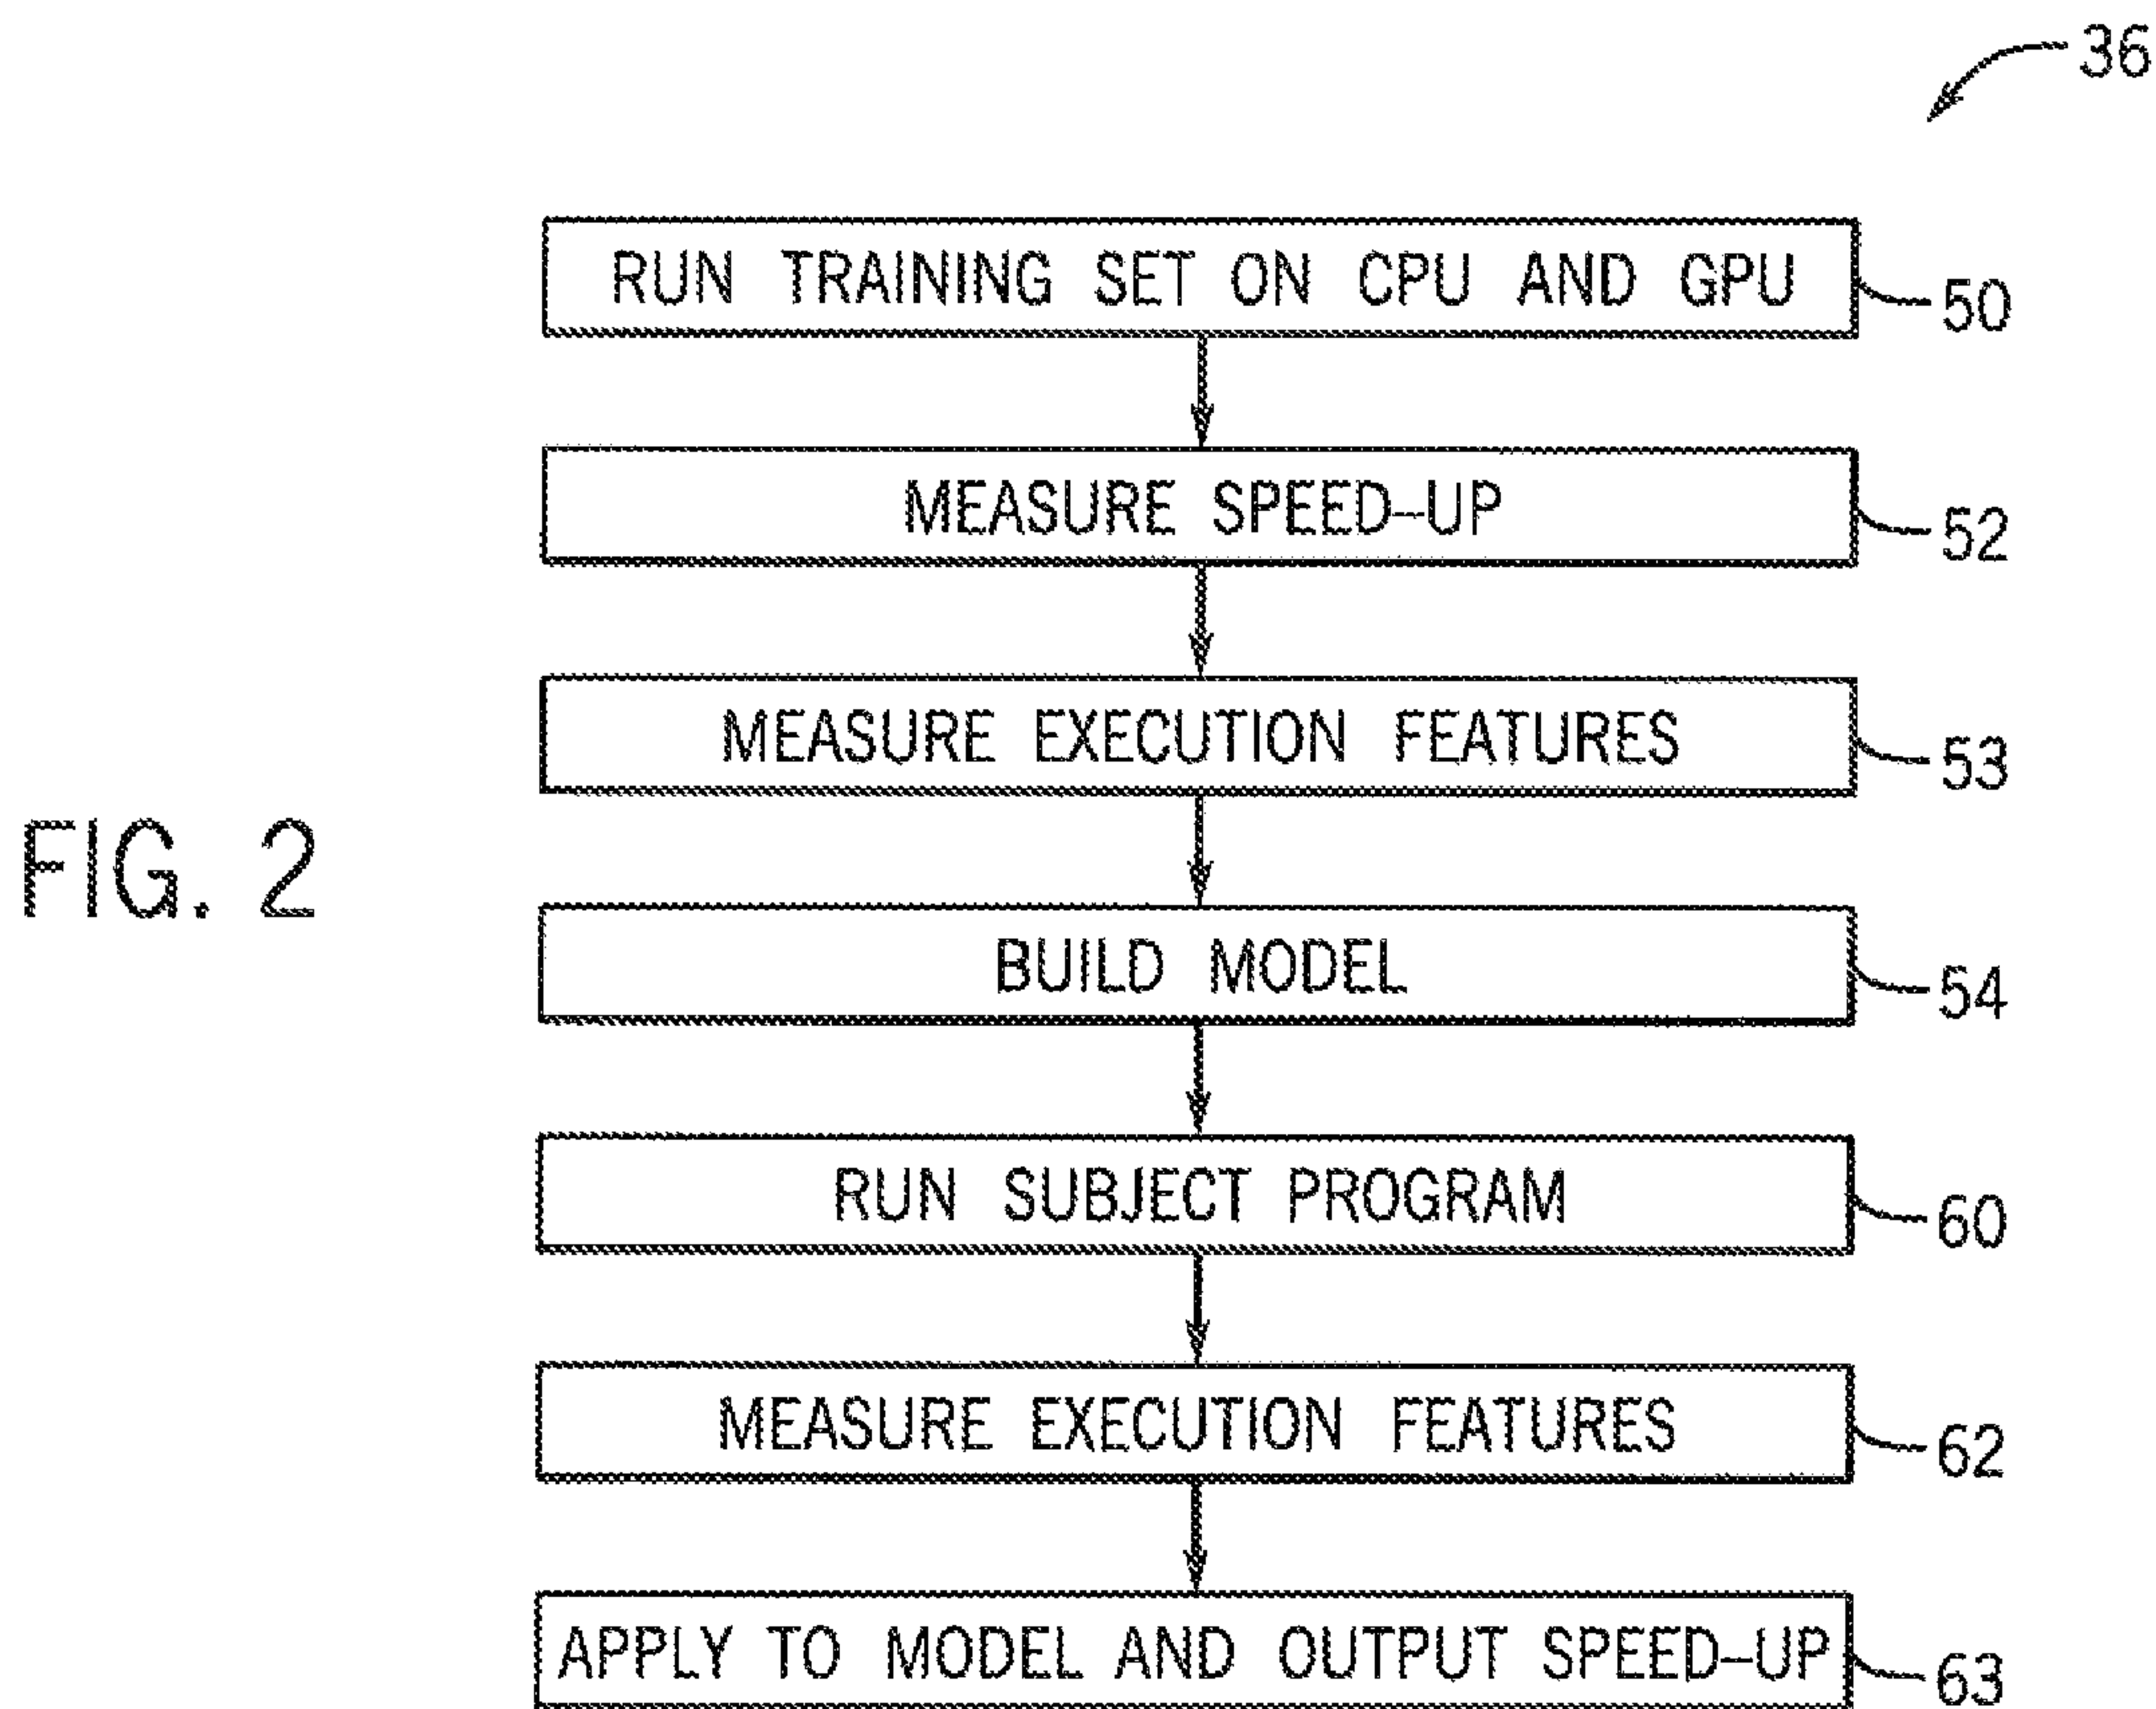 36
RUN TRAINING SET ON CPU AND GPU
50
MEASURE SPEED-UP
52
MEASURE EXECUTION FEATURES
53
FIG. 2
BUILD MODEL
54
RUN SUBJECT PROGRAM
60
MEASURE EXECUTION FEATURES
62
APPLY TO MODEL AND OUTPUT SPEED-UP
63